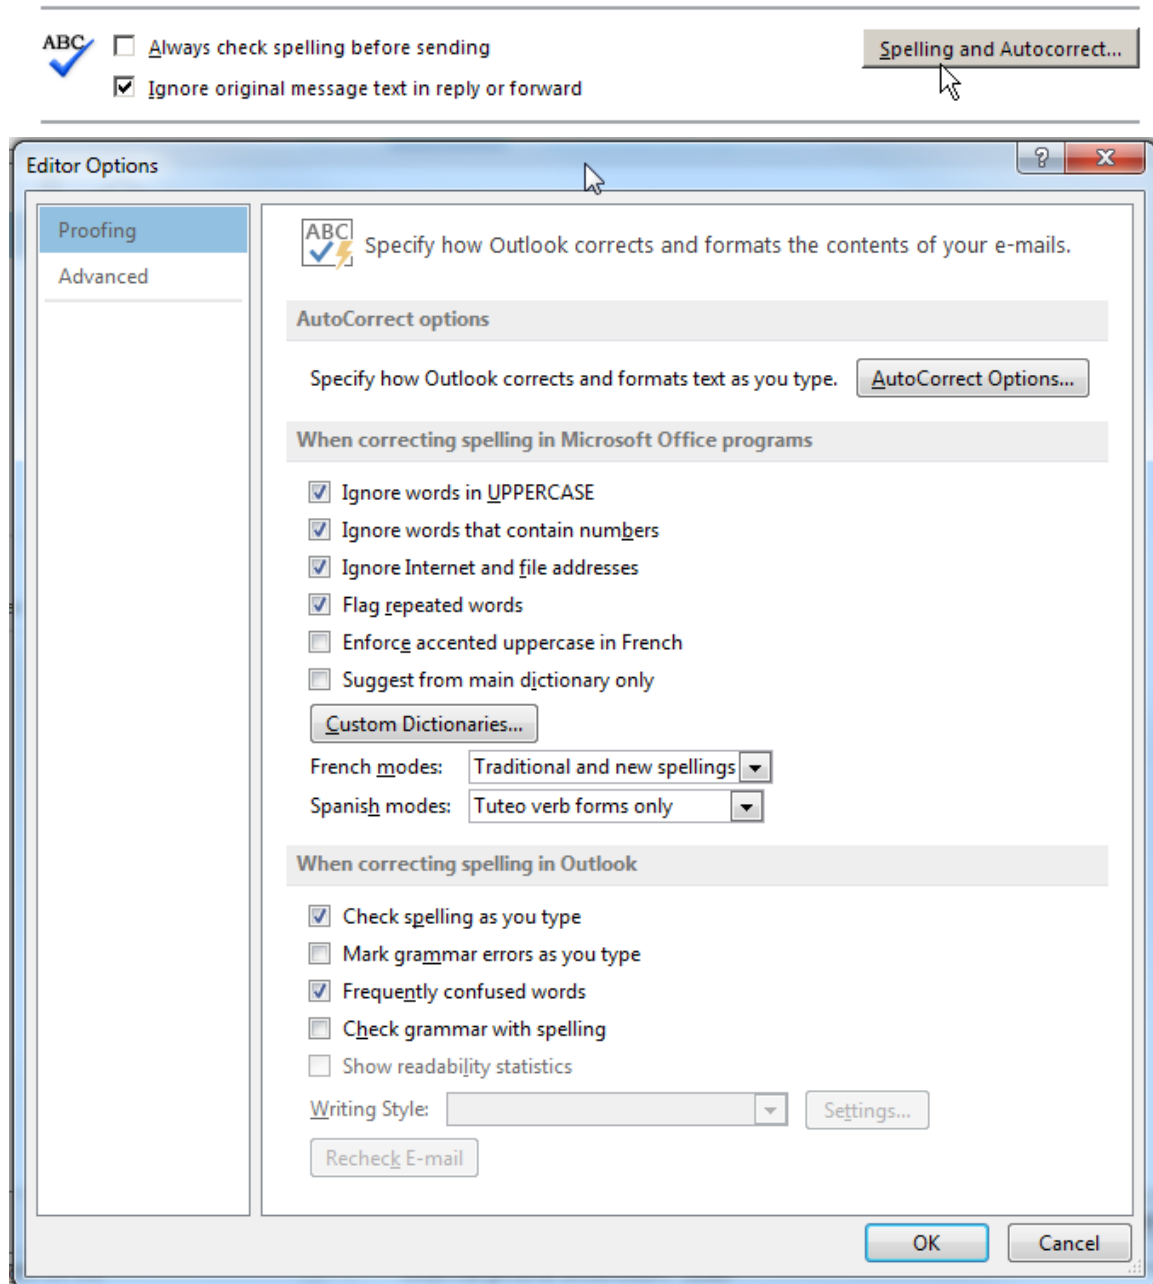 ABC Always check spelling before sending Spelling and Autocorrect...
Ignore original message text in reply or forward
Editor Options ?
Proofing
Advanced
ABC Specify how Outlook corrects and formats the contents of your e-mails.
AutoCorrect options
Specify how Outlook corrects and formats text as you type. AutoCorrect Options...
When correcting spelling in Microsoft Office programs
Ignore words in UPPERCASE
Ignore words that contain numbers
Ignore Internet and file addresses
Flag repeated words
Enforce accented uppercase in French
Suggest from main dictionary only
Custom Dictionaries...
French modes: Traditional and new spellings
Spanish modes: Tuteo verb forms only
When correcting spelling in Outlook
Check spelling as you type
Mark grammar errors as you type
Frequently confused words
Check grammar with spelling
Show readability statistics
Writing Style: Settings...
Recheck E-mail
OK Cancel